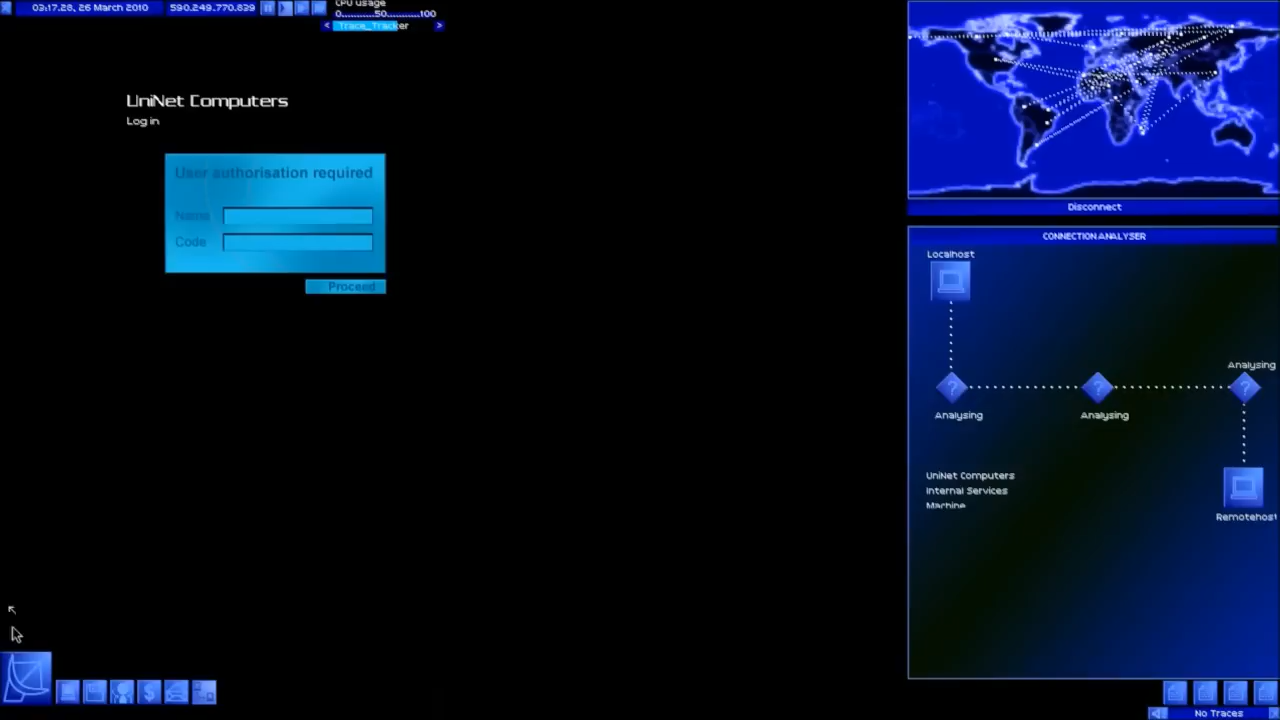 03:17.28, 26 March 2010
590.249.770.839
CPU usage
0 50 100
< Trace_Tracker >
UniNet Computers
Log in
User authorisation required
Name
Code
Proceed
Disconnect
CONNECTION ANALYSER
Localhost
Analysing
Analysing
Analysing
UniNet Computers
Internal Services
Machine
Remotehost
$
No Traces